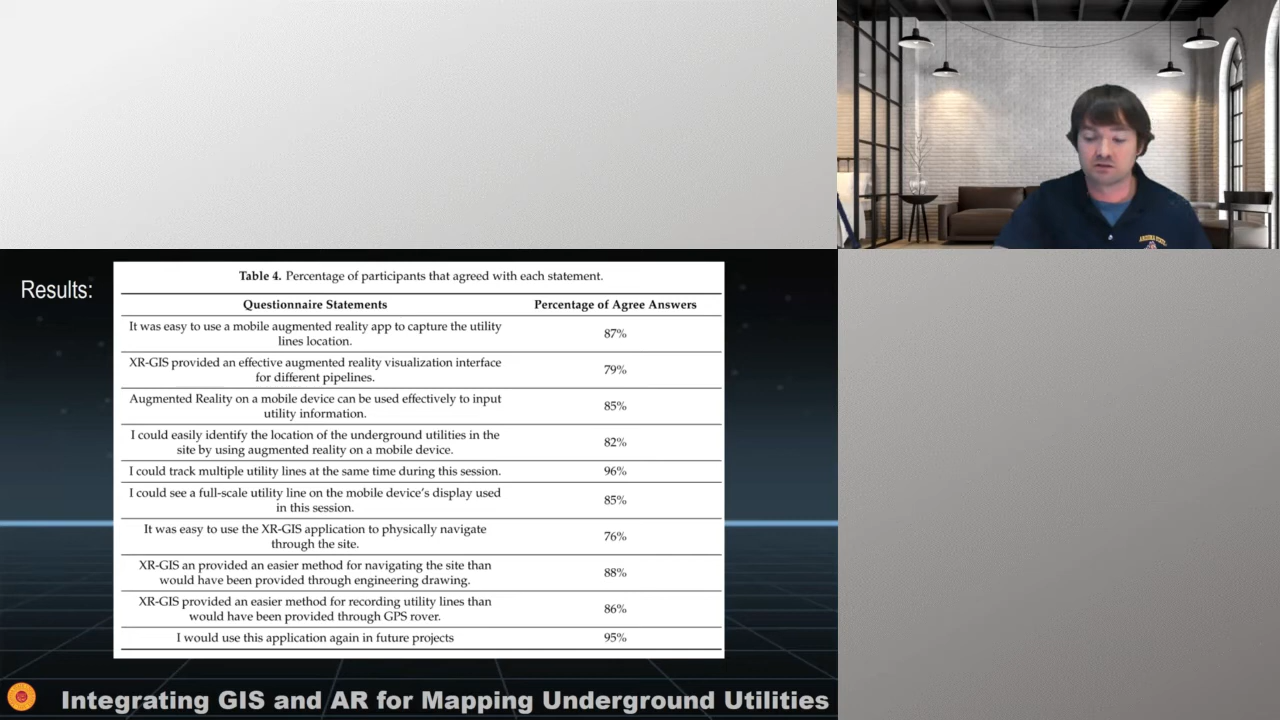 Results:
Table 4. Percentage of participants that agreed with each statement.
Questionnaire Statements
Percentage of Agree Answers
It was easy to use a mobile augmented reality app to capture the utility
lines location.
87%
XR-GIS provided an effective augmented reality visualization interface
for different pipelines.
79%
Augmented Reality on a mobile device can be used effectively to input
utility information.
85%
I could easily identify the location of the underground utilities in the
site by using augmented reality on a mobile device.
82%
I could track multiple utility lines at the same time during this session.
96%
I could see a full-scale utility line on the mobile device's display used
in this session.
85%
It was easy to use the XR-GIS application to physically navigate
through the site.
76%
XR-GIS an provided an easier method for navigating the site than
would have been provided through engineering drawing.
88%
XR-GIS provided an easier method for recording utility lines than
would have been provided through GPS rover.
86%
I would use this application again in future projects
95%
Integrating GIS and AR for Mapping Underground Utilities